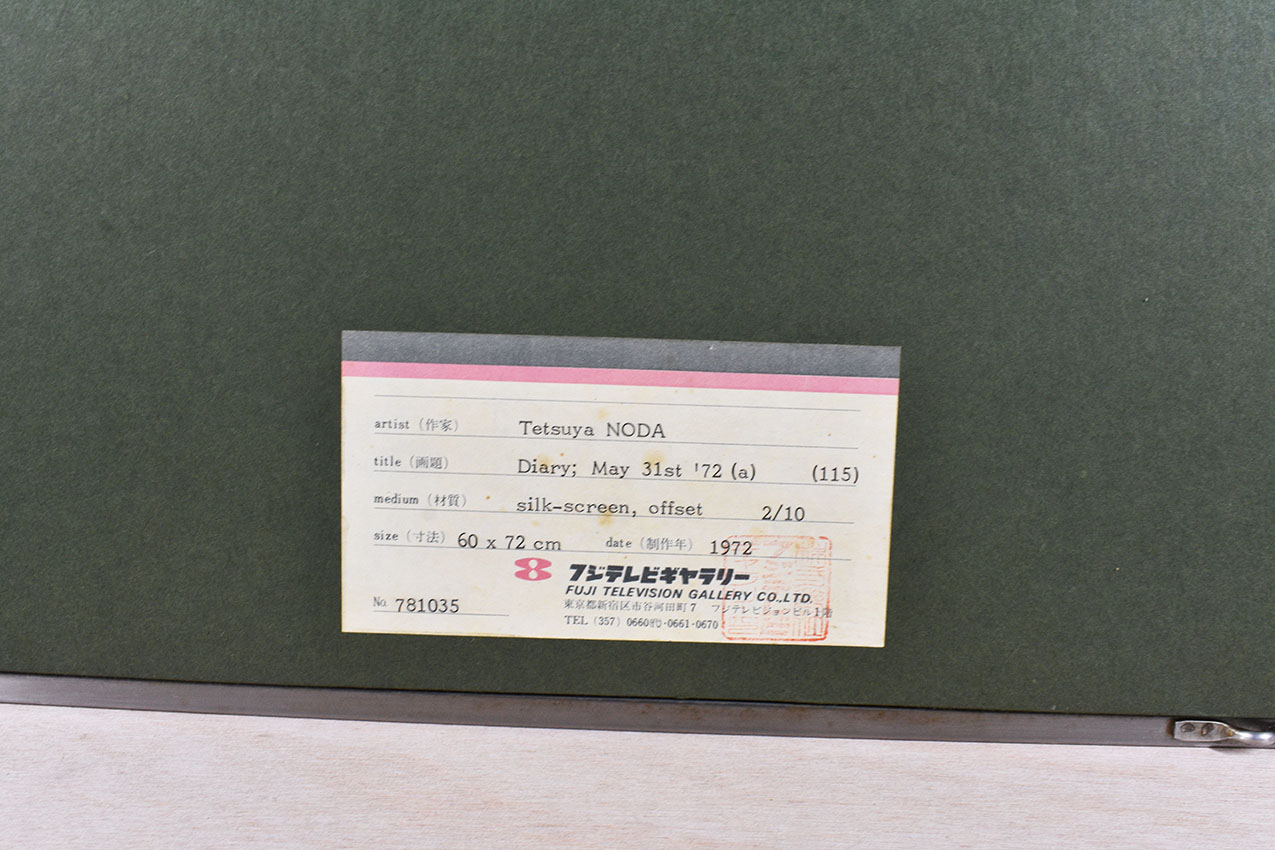 artist (作家) Tetsuya NODA
title (画題) Diary; May 31st '72 (a) (115)
medium (材質) silk-screen, offset 2/10
size (寸法) 60 x 72 cm date (制作年) 1972
8 フジテレビギャラリー
FUJI TELEVISION GALLERY CO.,LTD.
No. 781035 東京都新宿区市谷河田町7 フジテレビジョンビル1階
TEL (357) 0660㈹·0661·0670